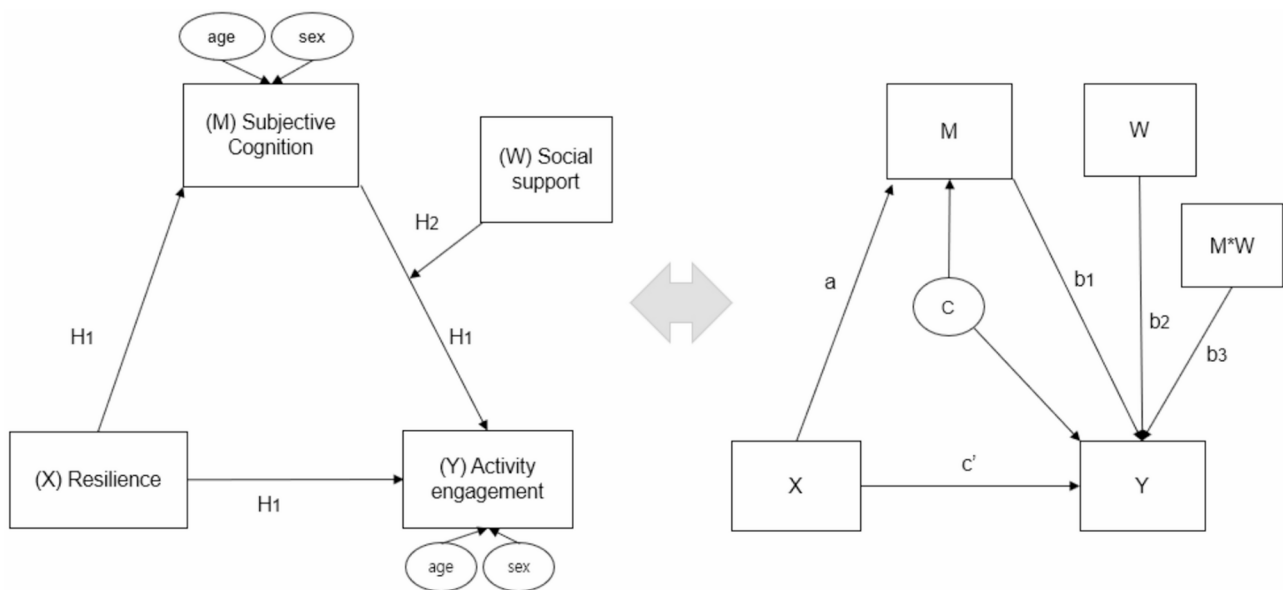 age
sex
(M) Subjective
Cognition
(W) Social
support
H2
H1
H1
(X) Resilience
H1
(Y) Activity
engagement
age
sex
M
W
M*W
a
C
b1
b2
b3
X
c'
Y